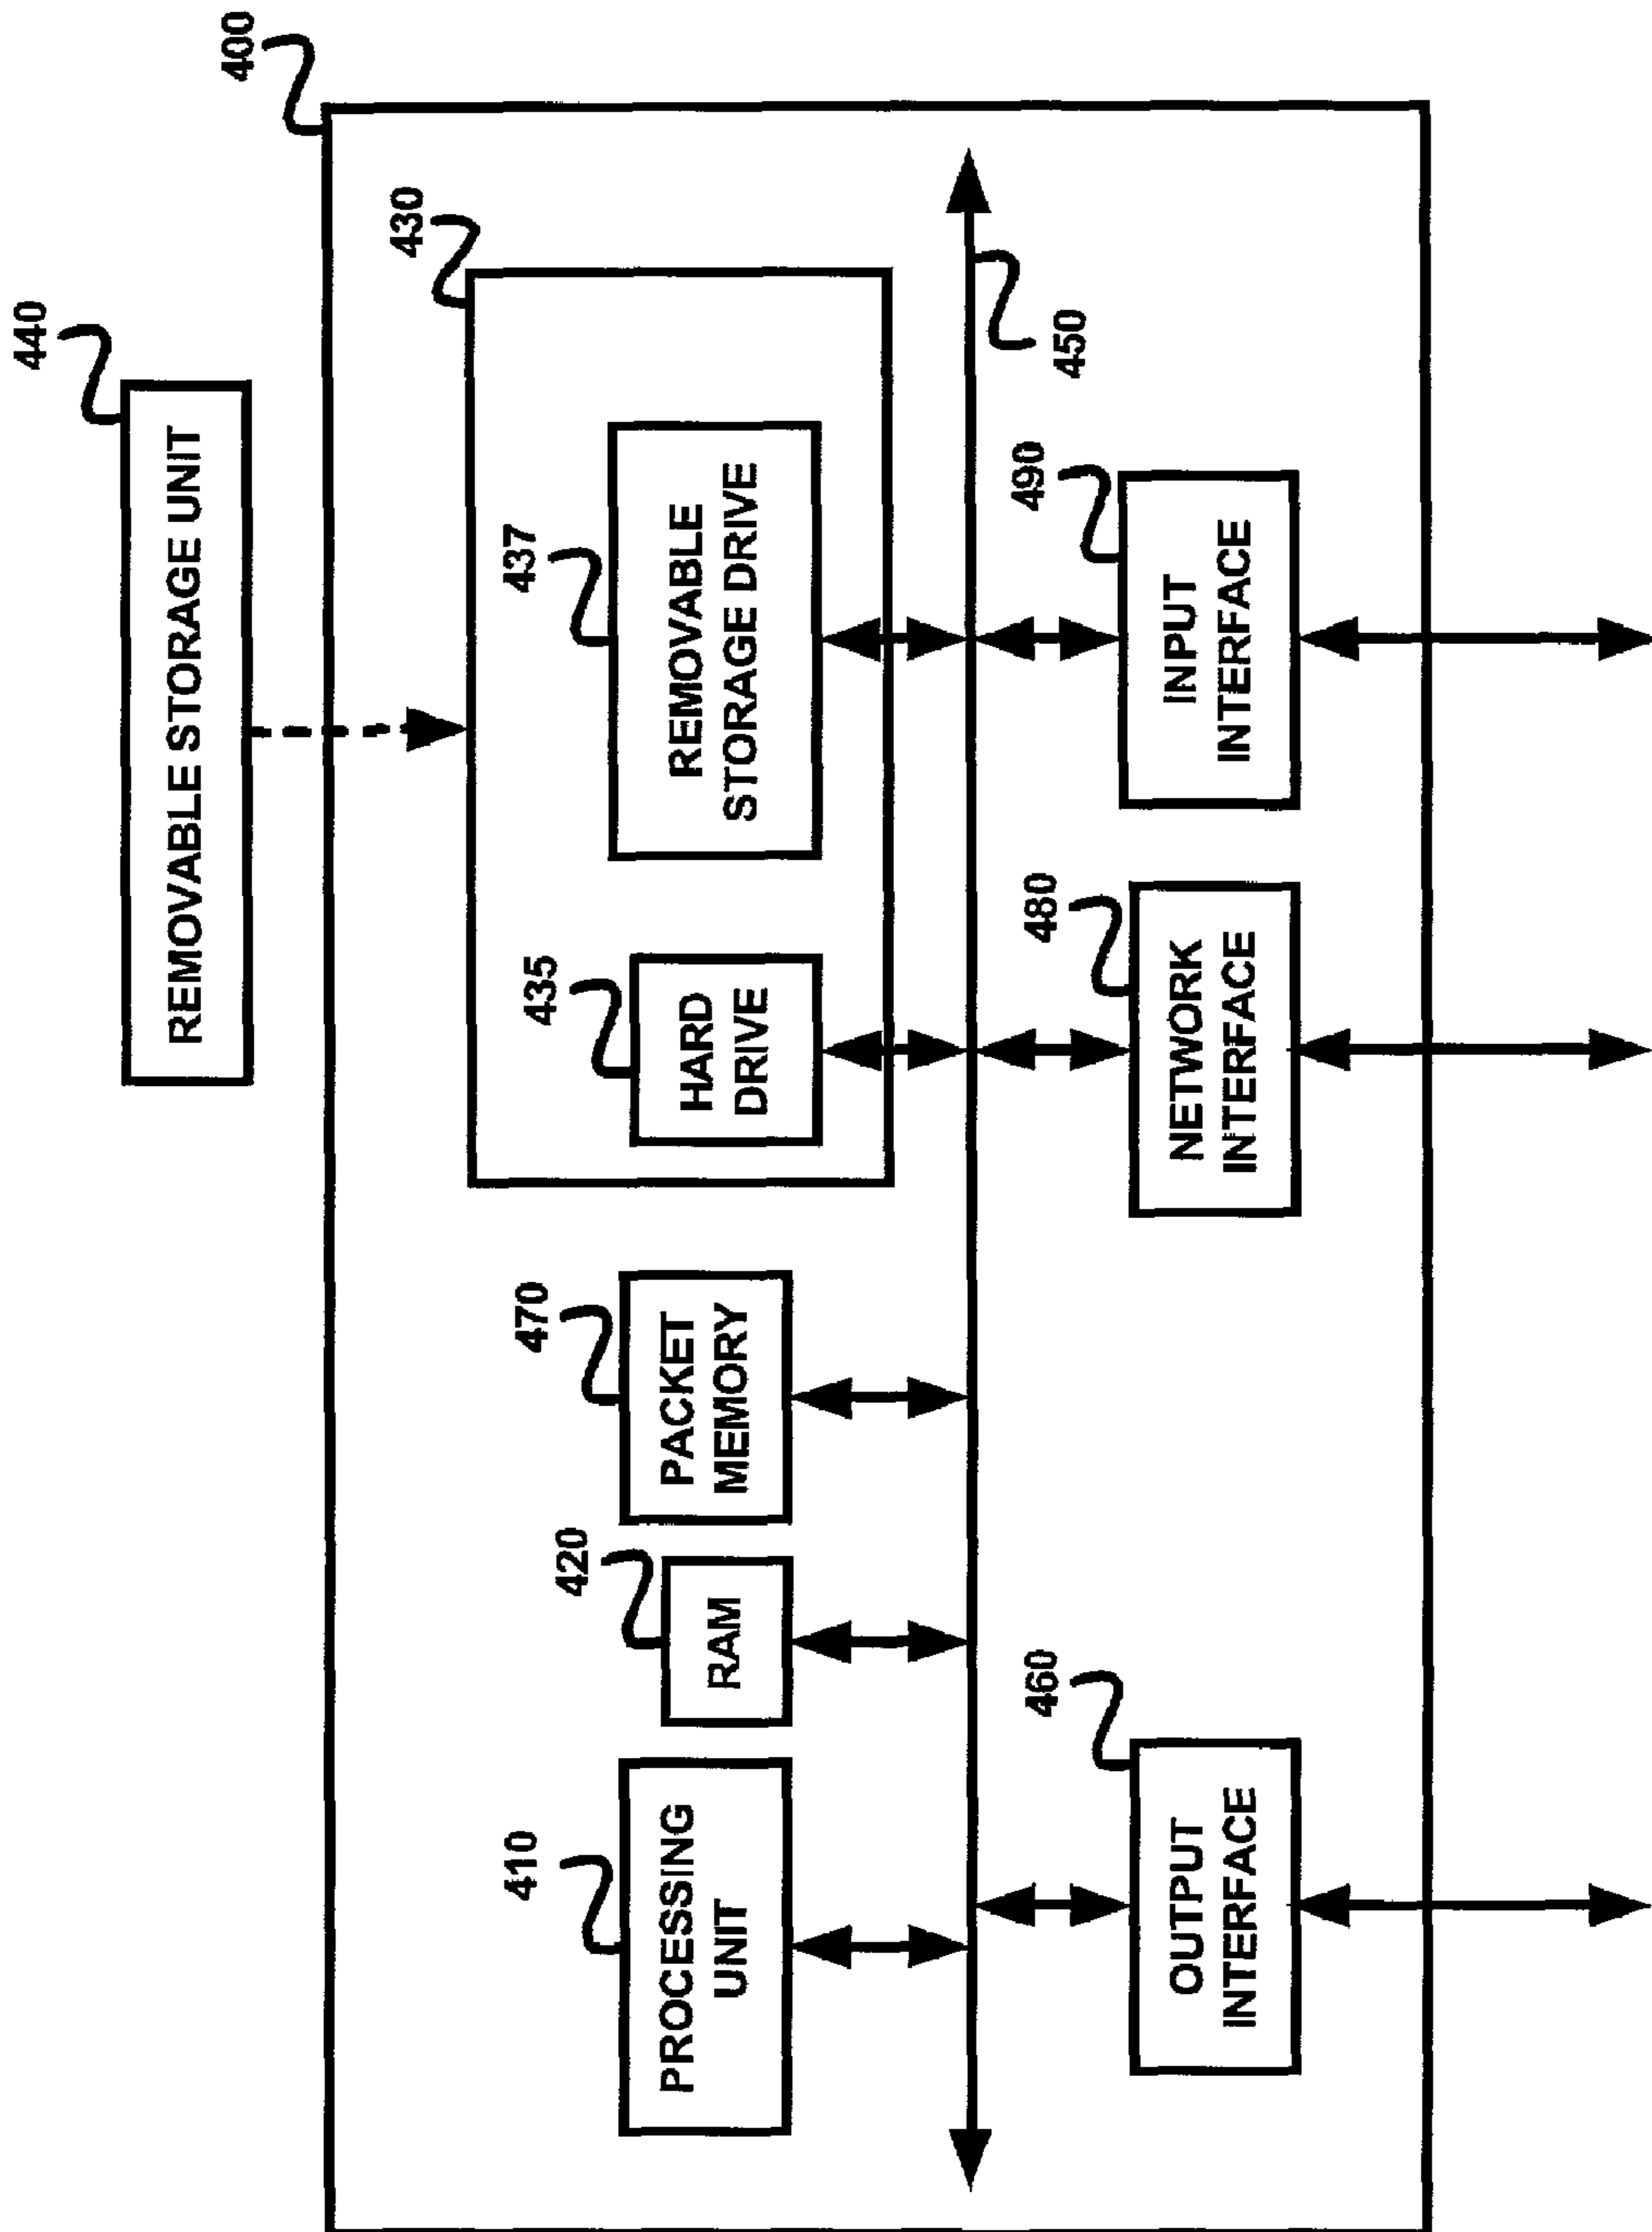 440
REMOVABLE STORAGE UNIT
400
430
410
PROCESSING
UNIT
420
RAM
470
PACKET
MEMORY
435
HARD
DRIVE
437
REMOVABLE
STORAGE DRIVE
450
460
OUTPUT
INTERFACE
480
NETWORK
INTERFACE
490
INPUT
INTERFACE